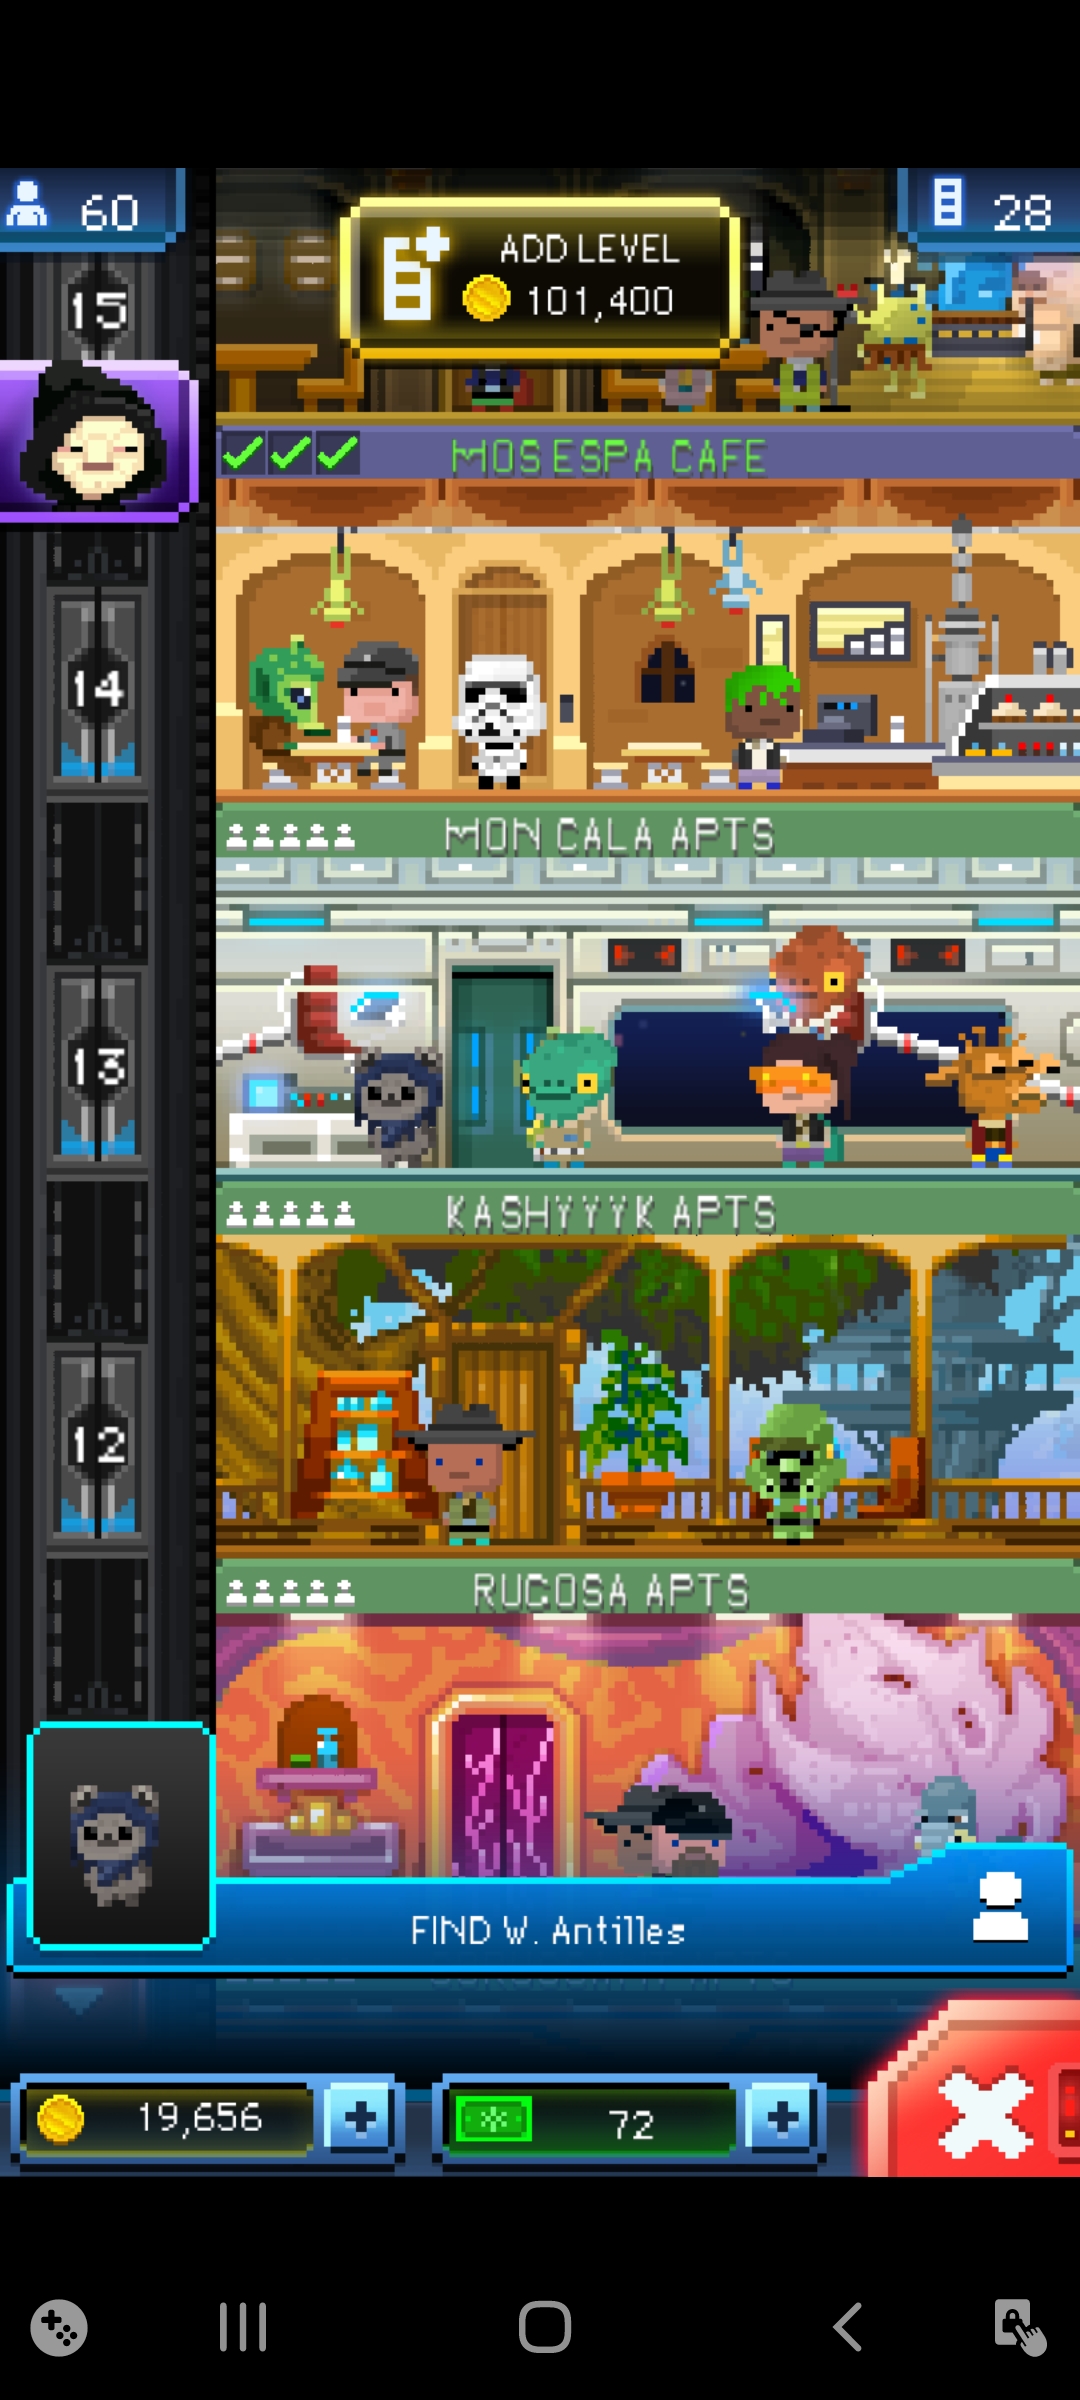 60
28
ADD LEVEL
101,400
15
MOS ESPA CAFE
14
MON CALA APTS
13
KASHYYYK APTS
12
RUGOSA APTS
FIND W. Antilles
19,656
72